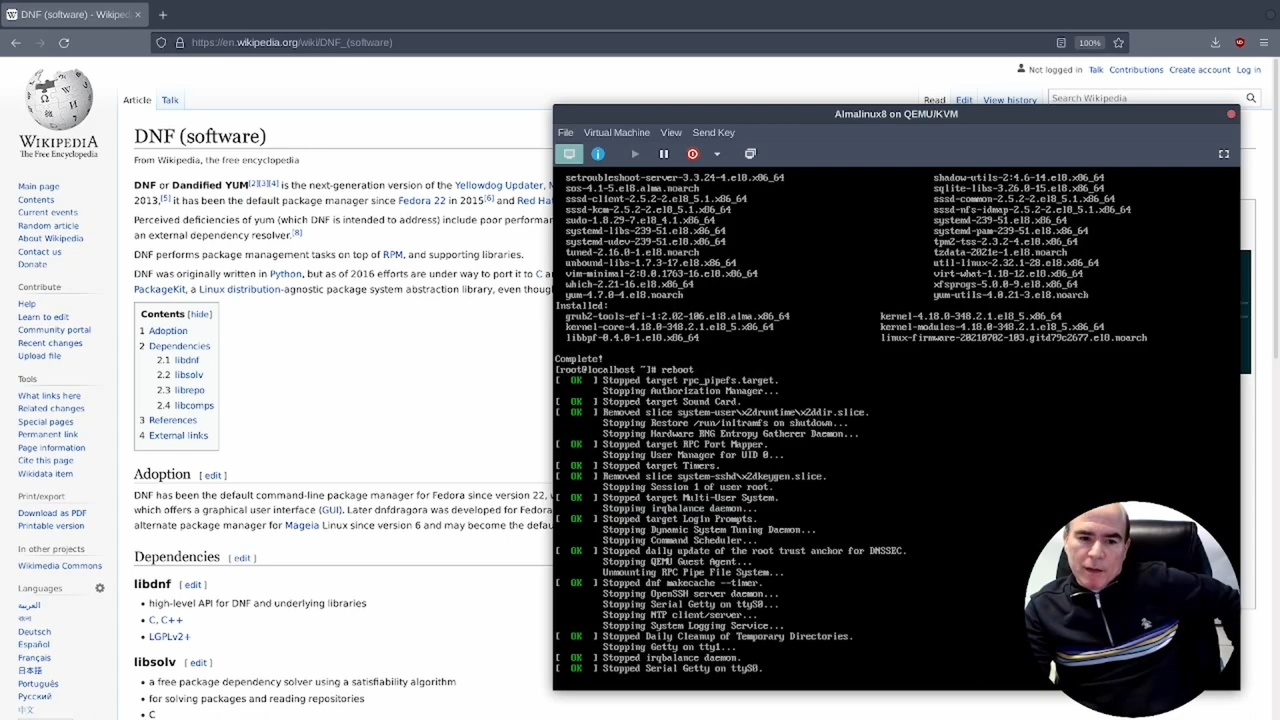 DNF (software) - Wikiped
https://en.wikipedia.org/wiki/DNF_(software)
100%
Not logged in Talk Contributions Create account Log in
Article Talk
Read Edit View history Search Wikipedia
WIKIPEDIA
The Free Encyclopedia
Main page
Contents
Current events
Random article
About Wikipedia
Contact us
Donate
Contribute
Help
Learn to edit
Community portal
Recent changes
Upload file
Tools
What links here
Related changes
Special pages
Permanent link
Page information
Cite this page
Wikidata item
Print/export
Download as PDF
Printable version
In other projects
Wikimedia Commons
Languages
العربية
বাংলা
Deutsch
Español
Français
日本語
Português
Русский
中文
DNF (software)
From Wikipedia, the free encyclopedia
DNF or Dandified YUM[2][3][4] is the next-generation version of the Yellowdog Updater, M
2013,[5] it has been the default package manager since Fedora 22 in 2015[6] and Red Ha
Perceived deficiencies of yum (which DNF is intended to address) include poor perform
an external dependency resolver.[8]
DNF performs package management tasks on top of RPM, and supporting libraries.
DNF was originally written in Python, but as of 2016 efforts are under way to port it to C an
PackageKit, a Linux distribution-agnostic package system abstraction library, even thou
Contents [hide]
1 Adoption
2 Dependencies
2.1 libdnf
2.2 libsolv
2.3 librepo
2.4 libcomps
3 References
4 External links
Adoption [ edit ]
DNF has been the default command-line package manager for Fedora since version 22, w
which offers a graphical user interface (GUI). Later dnfdragora was developed for Fedora
alternate package manager for Mageia Linux since version 6 and may become the defau
Dependencies [ edit ]
libdnf [ edit ]
• high-level API for DNF and underlying libraries
• C, C++
• LGPLv2+
libsolv [ edit ]
• a free package dependency solver using a satisfiability algorithm
• for solving packages and reading repositories
• C
Almalinux8 on QEMU/KVM
File Virtual Machine View Send Key
setroubleshoot-server-3.3.24-4.el8.x86_64 shadow-utils-2:4.6-14.el8.x86_64
sos-4.1-5.el8.alma.noarch sqlite-libs-3.26.0-15.el8.x86_64
sssd-client-2.5.2-2.el8_5.1.x86_64 sssd-common-2.5.2-2.el8_5.1.x86_64
sssd-kcm-2.5.2-2.el8_5.1.x86_64 sssd-nfs-idmap-2.5.2-2.el8_5.1.x86_64
sudo-1.8.29-7.el8_4.1.x86_64 systemd-239-51.el8.x86_64
systemd-libs-239-51.el8.x86_64 systemd-pam-239-51.el8.x86_64
systemd-udev-239-51.el8.x86_64 tpm2-tss-2.3.2-4.el8.x86_64
tuned-2.16.0-1.el8.noarch tzdata-2021e-1.el8.noarch
unbound-libs-1.7.3-17.el8.x86_64 util-linux-2.32.1-28.el8.x86_64
vim-minimal-2:8.0.1763-16.el8.x86_64 virt-what-1.18-12.el8.x86_64
which-2.21-16.el8.x86_64 xfsprogs-5.0.0-9.el8.x86_64
yum-4.7.0-4.el8.noarch yum-utils-4.0.21-3.el8.noarch
Installed:
grub2-tools-efi-1:2.02-106.el8.alma.x86_64 kernel-4.18.0-348.2.1.el8_5.x86_64
kernel-core-4.18.0-348.2.1.el8_5.x86_64 kernel-modules-4.18.0-348.2.1.el8_5.x86_64
libbpf-0.4.0-1.el8.x86_64 linux-firmware-20210702-103.gitd79c2677.el8.noarch
Complete!
[root@localhost ~]# reboot
[ OK ] Stopped target rpc_pipefs.target.
Stopping Authorization Manager...
[ OK ] Stopped target Sound Card.
[ OK ] Removed slice system-user\x2druntime\x2ddir.slice.
Stopping Restore /run/initramfs on shutdown...
Stopping Hardware RNG Entropy Gatherer Daemon...
[ OK ] Stopped target RPC Port Mapper.
Stopping User Manager for UID 0...
[ OK ] Stopped target Timers.
[ OK ] Removed slice system-sshd\x2dkeygen.slice.
Stopping Session 1 of user root.
[ OK ] Stopped target Multi-User System.
Stopping irqbalance daemon...
[ OK ] Stopped target Login Prompts.
Stopping Dynamic System Tuning Daemon...
Stopping Command Scheduler...
[ OK ] Stopped daily update of the root trust anchor for DNSSEC.
Stopping QEMU Guest Agent...
Unmounting RPC Pipe File System...
[ OK ] Stopped dnf makecache --timer.
Stopping OpenSSH server daemon...
Stopping Serial Getty on ttyS0...
Stopping NTP client/server...
Stopping System Logging Service...
[ OK ] Stopped Daily Cleanup of Temporary Directories.
Stopping Getty on tty1...
[ OK ] Stopped irqbalance daemon.
[ OK ] Stopped Serial Getty on ttyS0.